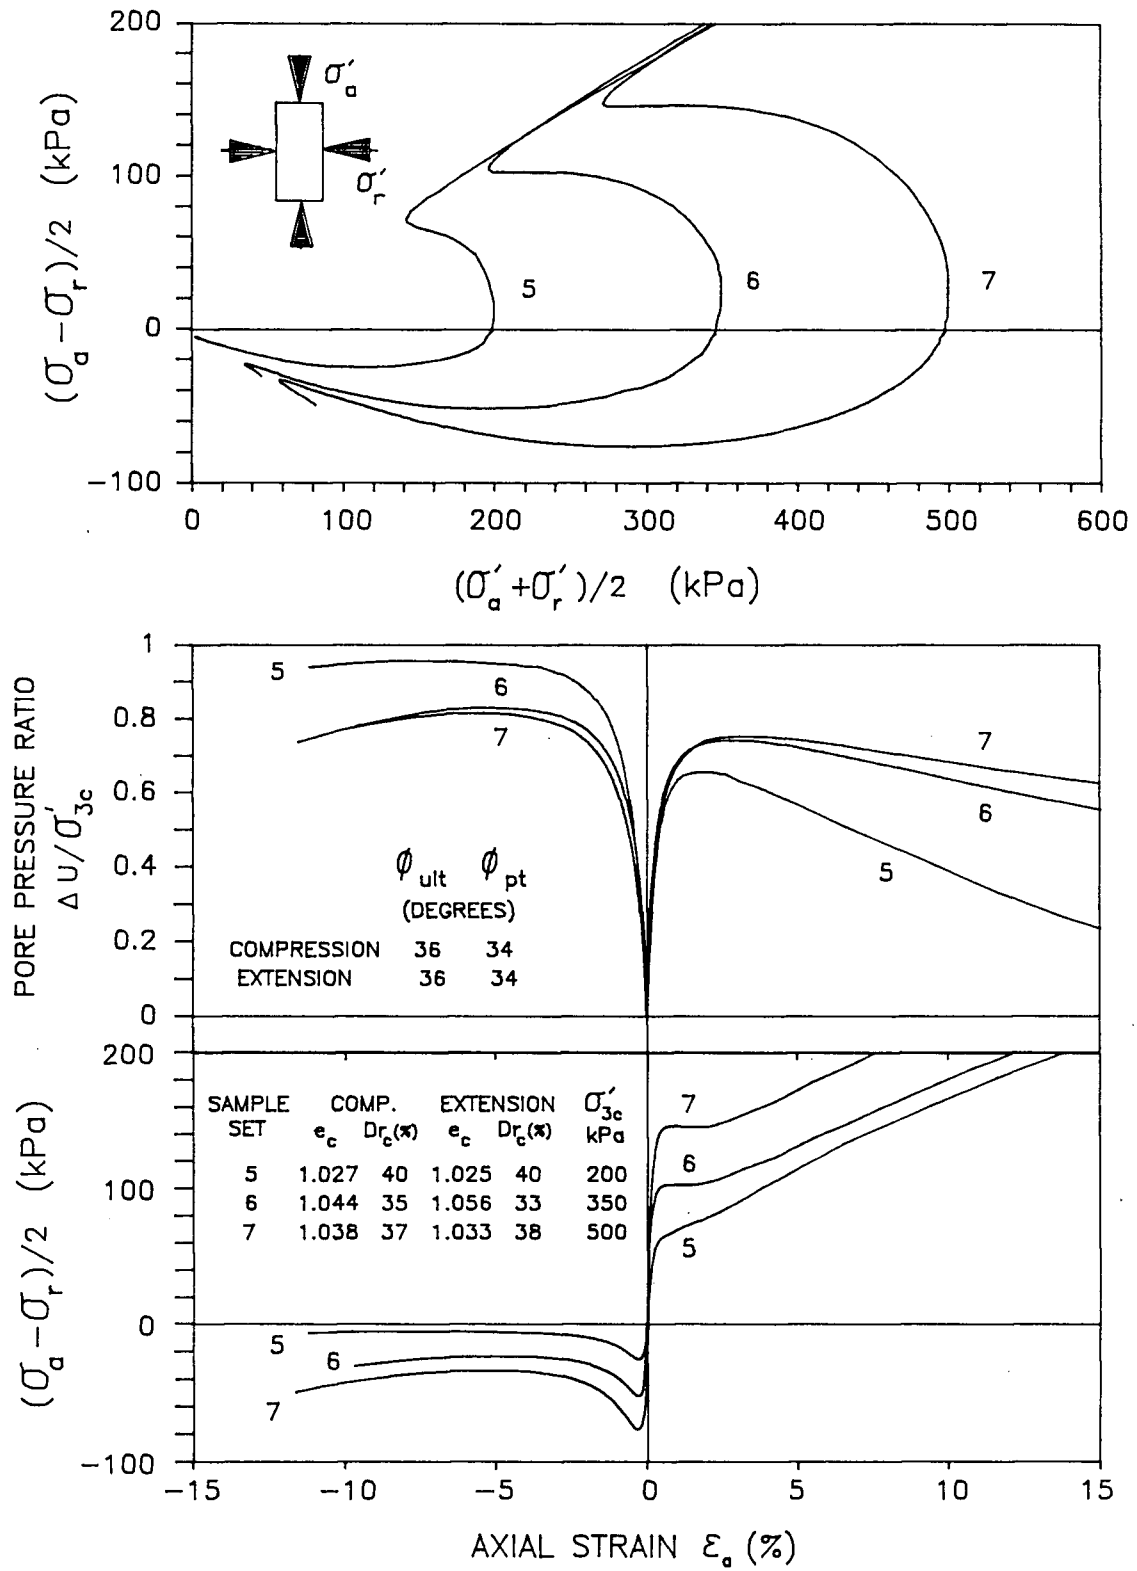 200
100
0
-100
(σa − σr)/2 (kPa)
σ'a
σ'r
5
6
7
0
100
200
300
400
500
600
(σ'a + σ'r)/2 (kPa)
1
0.8
0.6
0.4
0.2
0
PORE PRESSURE RATIO
ΔU/σ'3c
5
6
7
7
6
5
φult φpt
(DEGREES)
COMPRESSION 36 34
EXTENSION 36 34
200
100
0
-100
(σa − σr)/2 (kPa)
SAMPLE COMP. EXTENSION σ'3c
SET ec Drc(%) ec Drc(%) kPa
5 1.027 40 1.025 40 200
6 1.044 35 1.056 33 350
7 1.038 37 1.033 38 500
7
6
5
5
6
7
-15
-10
-5
0
5
10
15
AXIAL STRAIN εa (%)